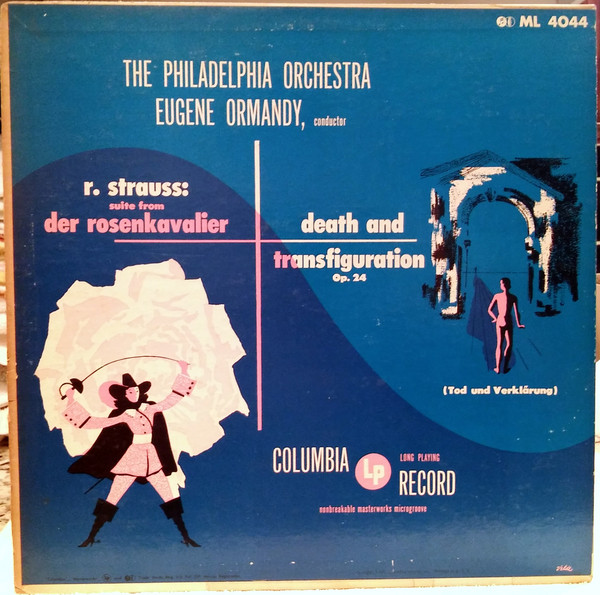 ML 4044
THE PHILADELPHIA ORCHESTRA
EUGENE ORMANDY, conductor
r. strauss:
suite from
der rosenkavalier
death and
transfiguration
Op. 24
(Tod und Verklärung)
COLUMBIA Lp LONG PLAYING
RECORD
nonbreakable masterworks microgroove